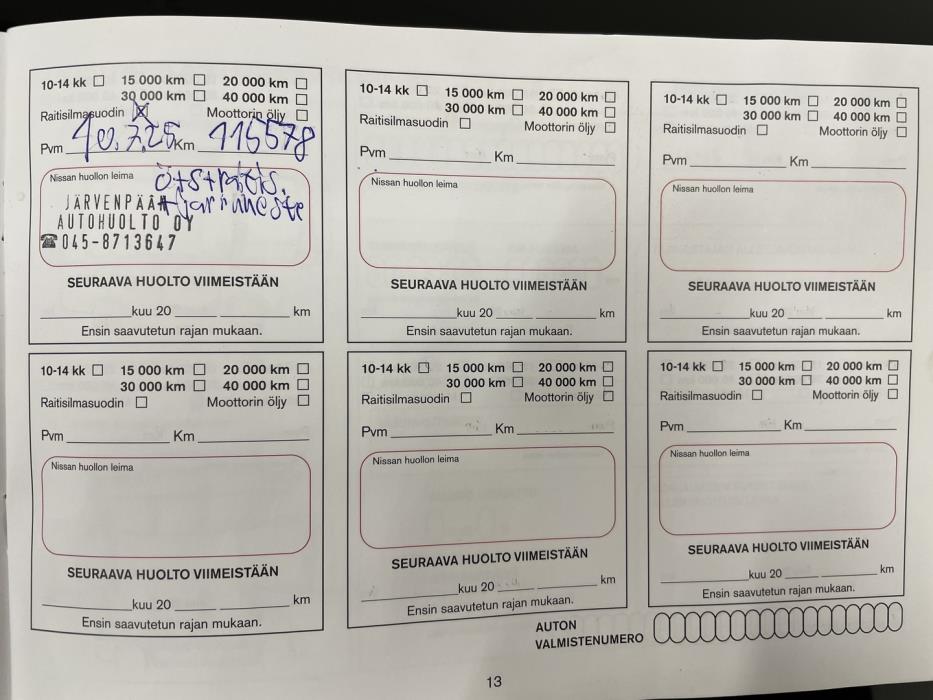 10-14 kk ☐ 15 000 km ☐ 20 000 km ☐
30 000 km ☐ 40 000 km ☐
Raitisilmasuodin ☒ Moottorin öljy ☐
Pvm 10.7.25 Km 116578
Nissan huollon leima
ö+s+raitis.
+jarruneste
JÄRVENPÄÄN
AUTOHUOLTO OY
☎045-8713647
SEURAAVA HUOLTO VIIMEISTÄÄN
kuu 20 km
Ensin saavutetun rajan mukaan.
10-14 kk ☐ 15 000 km ☐ 20 000 km ☐
30 000 km ☐ 40 000 km ☐
Raitisilmasuodin ☐ Moottorin öljy ☐
Pvm Km
Nissan huollon leima
SEURAAVA HUOLTO VIIMEISTÄÄN
kuu 20 km
Ensin saavutetun rajan mukaan.
10-14 kk ☐ 15 000 km ☐ 20 000 km ☐
30 000 km ☐ 40 000 km ☐
Raitisilmasuodin ☐ Moottorin öljy ☐
Pvm Km
Nissan huollon leima
SEURAAVA HUOLTO VIIMEISTÄÄN
kuu 20 km
Ensin saavutetun rajan mukaan.
10-14 kk ☐ 15 000 km ☐ 20 000 km ☐
30 000 km ☐ 40 000 km ☐
Raitisilmasuodin ☐ Moottorin öljy ☐
Pvm Km
Nissan huollon leima
SEURAAVA HUOLTO VIIMEISTÄÄN
kuu 20 km
Ensin saavutetun rajan mukaan.
10-14 kk ☐ 15 000 km ☐ 20 000 km ☐
30 000 km ☐ 40 000 km ☐
Raitisilmasuodin ☐ Moottorin öljy ☐
Pvm Km
Nissan huollon leima
SEURAAVA HUOLTO VIIMEISTÄÄN
kuu 20 km
Ensin saavutetun rajan mukaan.
10-14 kk ☐ 15 000 km ☐ 20 000 km ☐
30 000 km ☐ 40 000 km ☐
Raitisilmasuodin ☐ Moottorin öljy ☐
Pvm Km
Nissan huollon leima
SEURAAVA HUOLTO VIIMEISTÄÄN
kuu 20 km
Ensin saavutetun rajan mukaan.
AUTON
VALMISTENUMERO
13